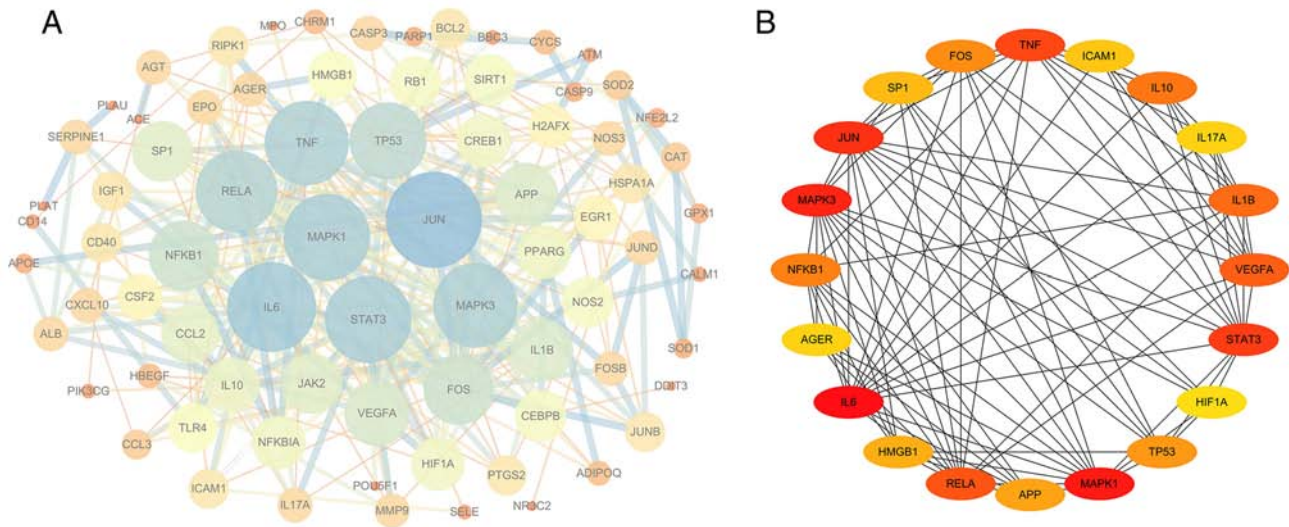 A
MPO
CHRM1
CASP3
PARP1
BCL2
BBC3
CYCS
ATM
RIPK1
AGT
AGER
HMGB1
RB1
SIRT1
CASP9
SOD2
PLAU
ACE
EPO
NFE2L2
SERPINE1
SP1
TNF
TP53
CREB1
H2AFX
NOS3
CAT
IGF1
RELA
APP
HSPA1A
PLAT
CD14
JUN
EGR1
GPX1
CD40
MAPK1
PPARG
JUND
APOE
NFKB1
CALM1
CXCL10
CSF2
IL6
STAT3
MAPK3
NOS2
ALB
CCL2
IL1B
SOD1
HBEGF
PIK3CG
IL10
JAK2
FOS
FOSB
DDIT3
VEGFA
CEBPB
TLR4
NFKBIA
JUNB
CCL3
HIF1A
PTGS2
ADIPOQ
ICAM1
POU5F1
IL17A
MMP9
SELE
NR3C2
B
TNF
FOS
ICAM1
SP1
IL10
JUN
IL17A
MAPK3
IL1B
NFKB1
VEGFA
AGER
STAT3
IL6
HIF1A
HMGB1
TP53
RELA
APP
MAPK1